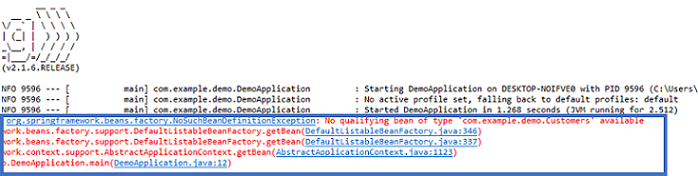 (v2.1.6.RELEASE)
NFO 9596 --- [ main] com.example.demo.DemoApplication : Starting DemoApplication on DESKTOP-NOIFVE0 with PID 9596 (C:\Users\
NFO 9596 --- [ main] com.example.demo.DemoApplication : No active profile set, falling back to default profiles: default
NFO 9596 --- [ main] com.example.demo.DemoApplication : Started DemoApplication in 1.268 seconds (JVM running for 2.512)
org.springframework.beans.factory.NoSuchBeanDefinitionException: No qualifying bean of type 'com.example.demo.Customers' available
work.beans.factory.support.DefaultListableBeanFactory.getBean(DefaultListableBeanFactory.java:346)
work.beans.factory.support.DefaultListableBeanFactory.getBean(DefaultListableBeanFactory.java:337)
work.context.support.AbstractApplicationContext.getBean(AbstractApplicationContext.java:1123)
o.DemoApplication.main(DemoApplication.java:12)